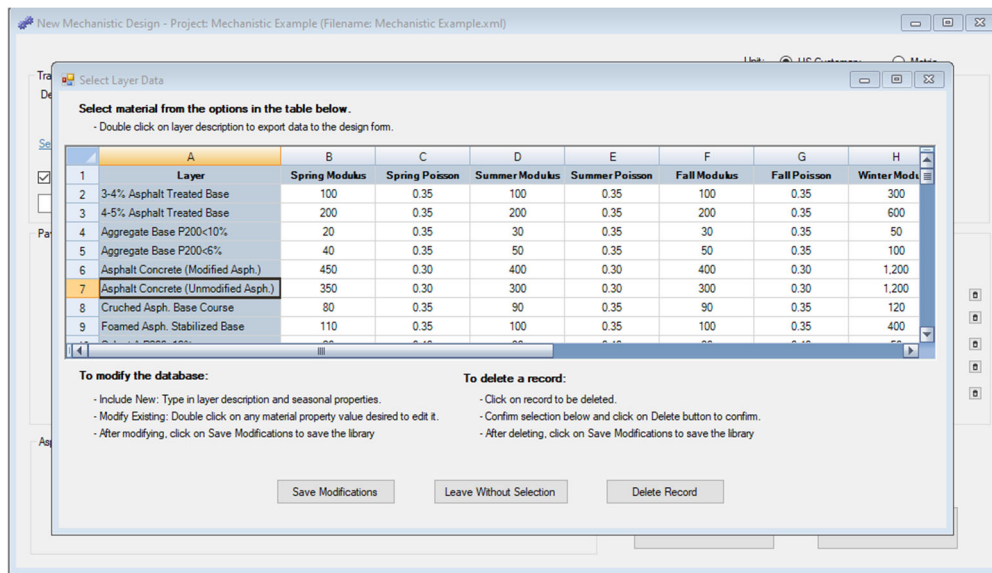 New Mechanistic Design - Project: Mechanistic Example (Filename: Mechanistic Example.xml)
Tra
Select Layer Data
De
Select material from the options in the table below.
- Double click on layer description to export data to the design form.
Se
A B C D E F G H
1 Layer Spring Modulus Spring Poisson Summer Modulus Summer Poisson Fall Modulus Fall Poisson Winter Modu
2 3-4% Asphalt Treated Base 100 0.35 100 0.35 100 0.35 300
3 4-5% Asphalt Treated Base 200 0.35 200 0.35 200 0.35 600
4 Aggregate Base P200<10% 20 0.35 30 0.35 30 0.35 50
Pa
5 Aggregate Base P200<6% 40 0.35 50 0.35 50 0.35 100
6 Asphalt Concrete (Modified Asph.) 450 0.30 400 0.30 400 0.30 1,200
7 Asphalt Concrete (Unmodified Asph.) 350 0.30 300 0.30 300 0.30 1,200
8 Cruched Asph. Base Course 80 0.35 90 0.35 90 0.35 120
9 Foamed Asph. Stabilized Base 110 0.35 100 0.35 100 0.35 400
To modify the database:
- Include New: Type in layer description and seasonal properties.
- Modify Existing: Double click on any material property value desired to edit it.
- After modifying, click on Save Modifications to save the library
To delete a record:
- Click on record to be deleted.
- Confirm selection below and click on Delete button to confirm.
- After deleting, click on Save Modifications to save the library
As
Save Modifications
Leave Without Selection
Delete Record